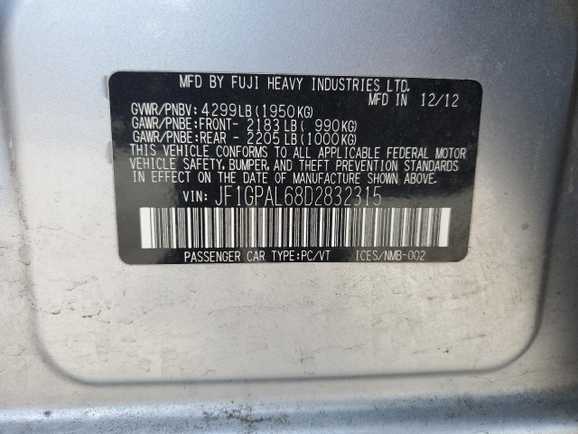 MFD BY FUJI HEAVY INDUSTRIES LTD.
MFD IN 12/12
GVWR/PNBV: 4299LB(1950KG)
GAWR/PNBE:FRONT- 2183LB( 990KG)
GAWR/PNBE:REAR - 2205LB(1000KG)
THIS VEHICLE CONFORMS TO ALL APPLICABLE FEDERAL MOTOR
VEHICLE SAFETY, BUMPER, AND THEFT PREVENTION STANDARDS
IN EFFECT ON THE DATE OF MANUFACTURE SHOWN ABOVE.
VIN: JF1GPAL68D2832315
PASSENGER CAR TYPE:PC/VT ICES/NMB-002